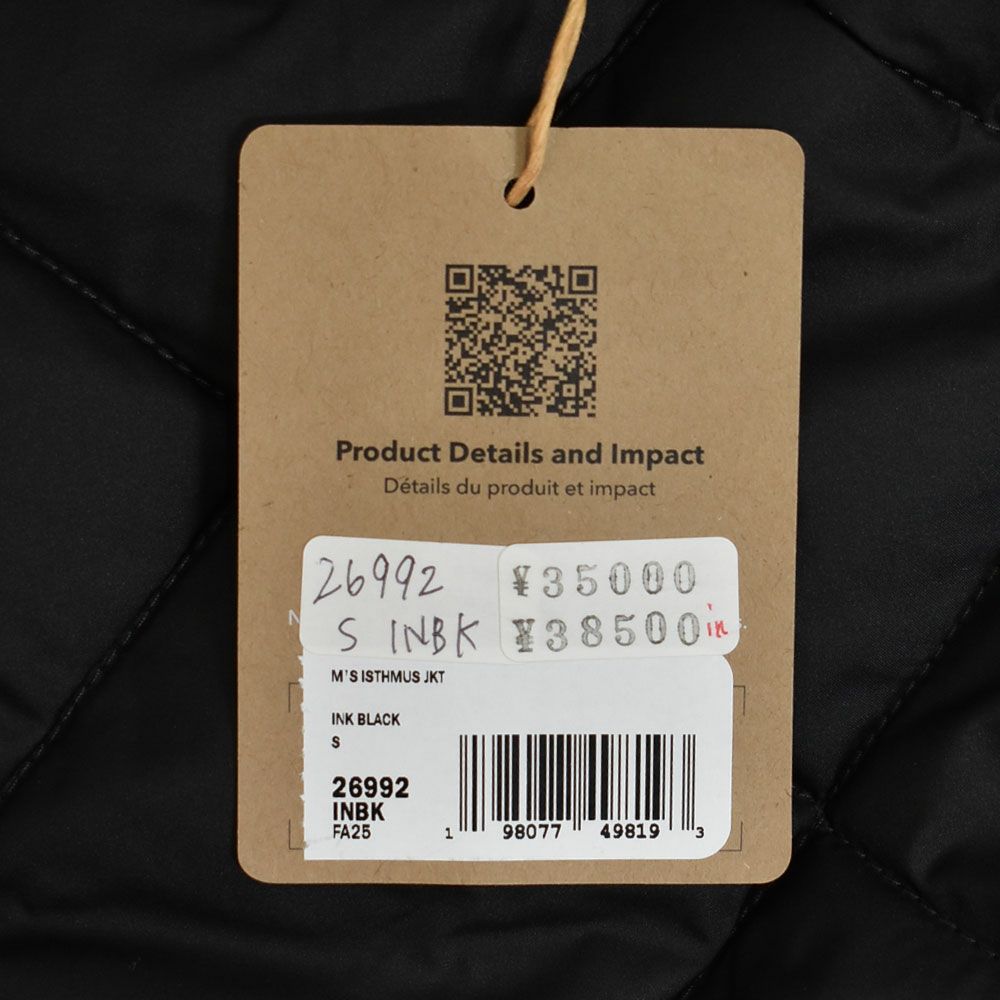 Product Details and Impact
Détails du produit et impact
26992
S INBK
¥35000
¥38500in
M'S ISTHMUS JKT
INK BLACK
S
26992
INBK
FA25
1 98077 49819 3